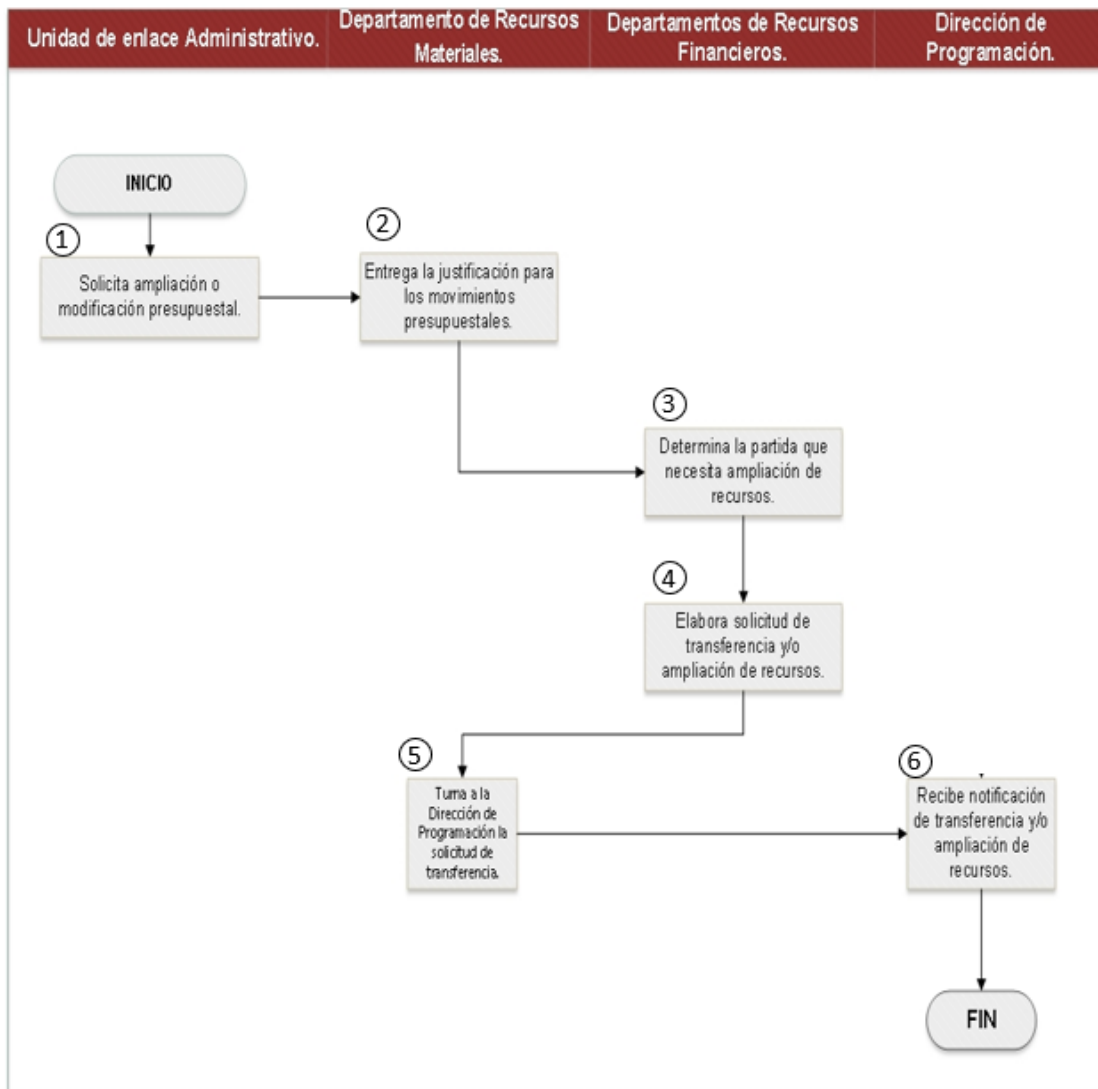 Unidad de enlace Administrativo.
Departamento de Recursos
Materiales.
Departamentos de Recursos
Financieros.
Dirección de
Programación.
INICIO
1
Solicita ampliación o
modificación presupuestal.
2
Entrega la justificación para
los movimientos
presupuestales.
3
Determina la partida que
necesita ampliación de
recursos.
4
Elabora solicitud de
transferencia y/o
ampliación de recursos.
5
Turna a la
Dirección de
Programación la
solicitud de
transferencia.
6
Recibe notificación
de transferencia y/o
ampliación de
recursos.
FIN